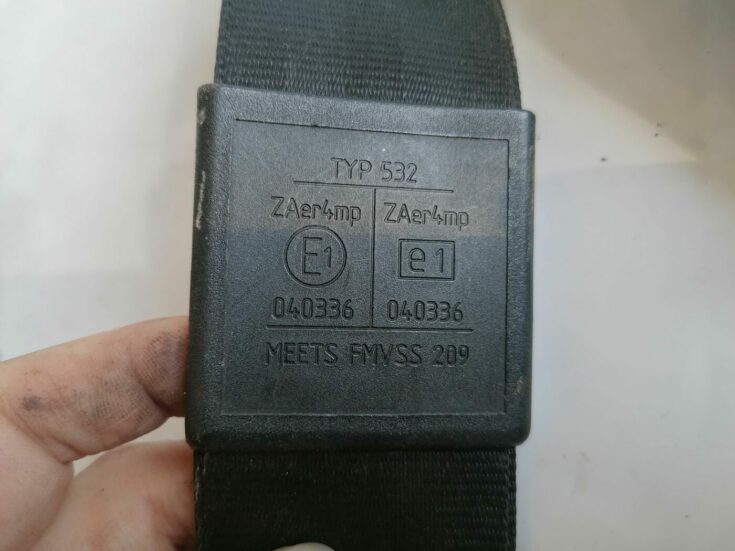 TYP 532
ZAer4mp ZAer4mp
E1 e1
040336 040336
MEETS FMVSS 209